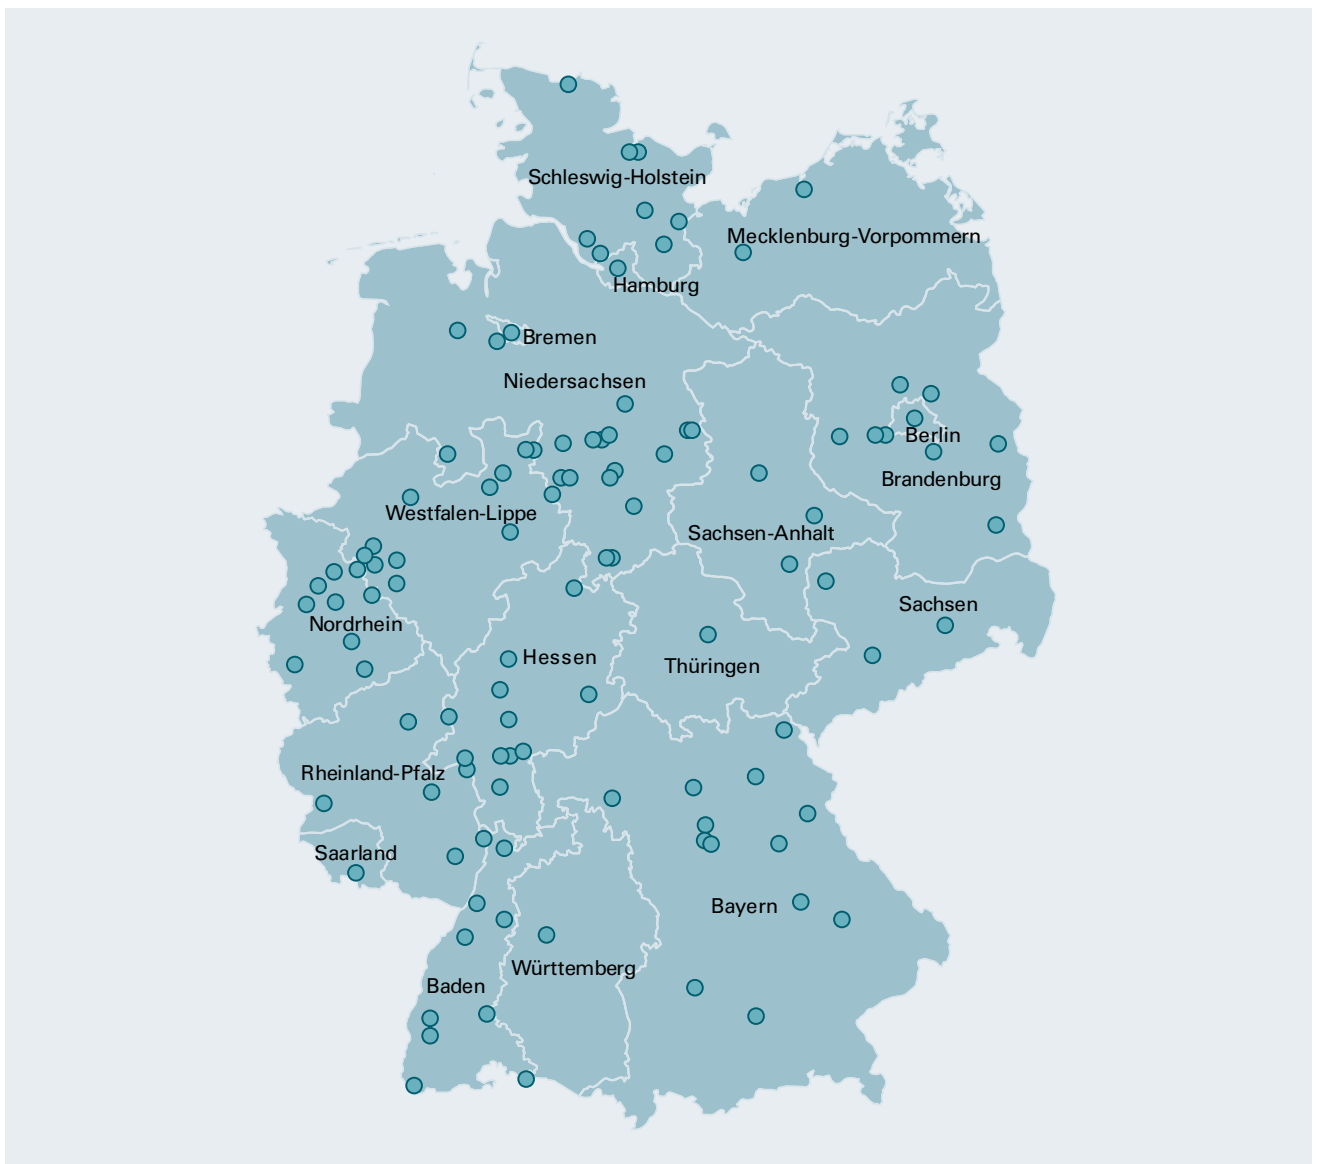 Schleswig-Holstein
Mecklenburg-Vorpommern
Hamburg
Bremen
Niedersachsen
Berlin
Brandenburg
Westfalen-Lippe
Sachsen-Anhalt
Sachsen
Nordrhein
Hessen
Thüringen
Rheinland-Pfalz
Saarland
Bayern
Württemberg
Baden